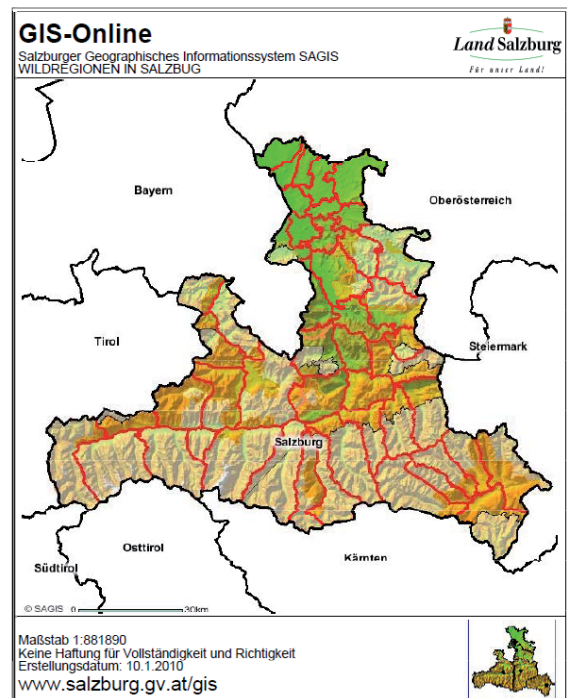 GIS-Online
Salzburger Geographisches Informationssystem SAGIS
WILDREGIONEN IN SALZBUG
Land Salzburg
Für unser Land!
Bayern
Oberösterreich
Tirol
Steiermark
Salzburg
Osttirol
Kärnten
Südtirol
© SAGIS 0 30km
Maßstab 1:881890
Keine Haftung für Vollständigkeit und Richtigkeit
Erstellungsdatum: 10.1.2010
www.salzburg.gv.at/gis